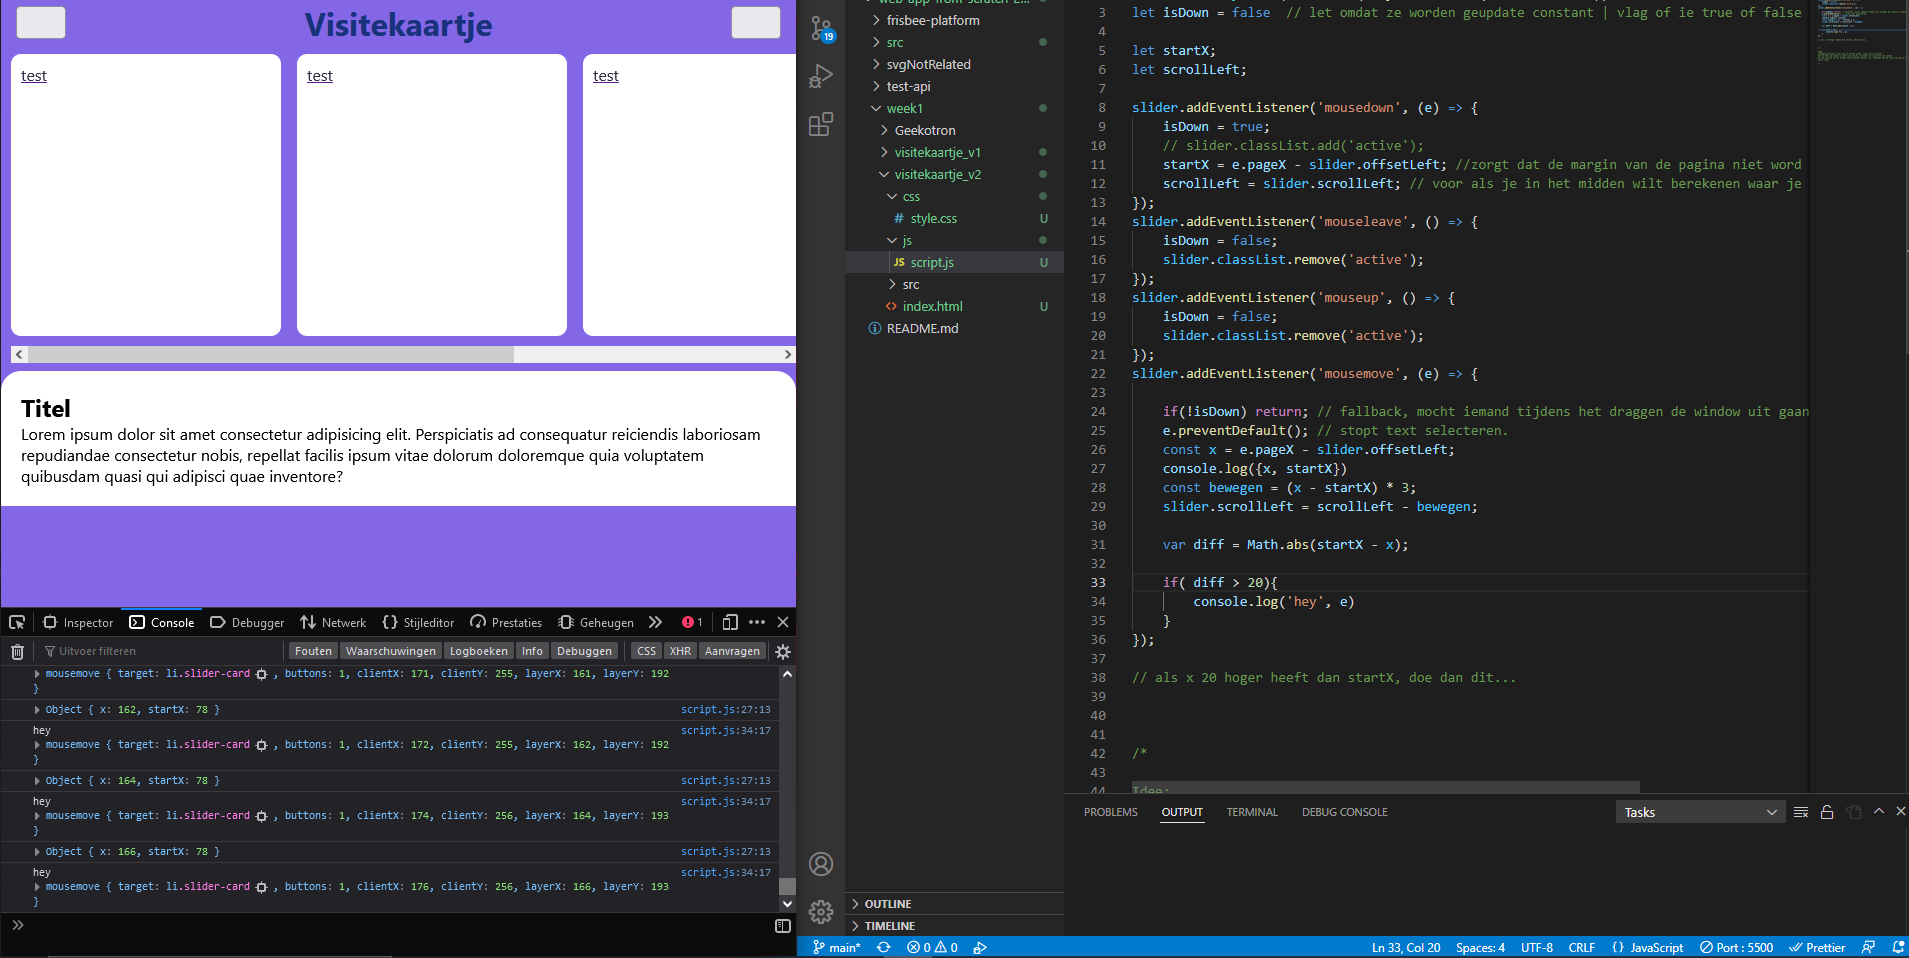 Visitekaartje
test
test
test
Titel
Lorem ipsum dolor sit amet consectetur adipisicing elit. Perspiciatis ad consequatur reiciendis laboriosam
repudiandae consectetur nobis, repellat facilis ipsum vitae dolorum doloremque quia voluptatem
quibusdam quasi qui adipisci quae inventore?
Inspector Console Debugger Netwerk Stijleditor Prestaties Geheugen 1
Uitvoer filteren Fouten Waarschuwingen Logboeken Info Debuggen CSS XHR Aanvragen
mousemove { target: li.slider-card , buttons: 1, clientX: 171, clientY: 255, layerX: 161, layerY: 192
}
Object { x: 162, startX: 78 } script.js:27:13
hey script.js:34:17
mousemove { target: li.slider-card , buttons: 1, clientX: 172, clientY: 255, layerX: 162, layerY: 192
}
Object { x: 164, startX: 78 } script.js:27:13
hey script.js:34:17
mousemove { target: li.slider-card , buttons: 1, clientX: 174, clientY: 256, layerX: 164, layerY: 193
}
Object { x: 166, startX: 78 } script.js:27:13
hey script.js:34:17
mousemove { target: li.slider-card , buttons: 1, clientX: 176, clientY: 256, layerX: 166, layerY: 193
}
19
frisbee-platform
src
svgNotRelated
test-api
week1
Geekotron
visitekaartje_v1
visitekaartje_v2
css
# style.css U
js
JS script.js U
src
<> index.html U
README.md
OUTLINE
TIMELINE
3 let isDown = false // let omdat ze worden geupdate constant | vlag of ie true of false
4
5 let startX;
6 let scrollLeft;
7
8 slider.addEventListener('mousedown', (e) => {
9 isDown = true;
10 // slider.classList.add('active');
11 startX = e.pageX - slider.offsetLeft; //zorgt dat de margin van de pagina niet word
12 scrollLeft = slider.scrollLeft; // voor als je in het midden wilt berekenen waar je
13 });
14 slider.addEventListener('mouseleave', () => {
15 isDown = false;
16 slider.classList.remove('active');
17 });
18 slider.addEventListener('mouseup', () => {
19 isDown = false;
20 slider.classList.remove('active');
21 });
22 slider.addEventListener('mousemove', (e) => {
23
24 if(!isDown) return; // fallback, mocht iemand tijdens het draggen de window uit gaan
25 e.preventDefault(); // stopt text selecteren.
26 const x = e.pageX - slider.offsetLeft;
27 console.log({x, startX})
28 const bewegen = (x - startX) * 3;
29 slider.scrollLeft = scrollLeft - bewegen;
30
31 var diff = Math.abs(startX - x);
32
33 if( diff > 20){
34 console.log('hey', e)
35 }
36 });
37
38 // als x 20 hoger heeft dan startX, doe dan dit...
39
40
41
42 /*
43
44 Idee:
PROBLEMS OUTPUT TERMINAL DEBUG CONSOLE Tasks
main* 0 0 Ln 33, Col 20 Spaces: 4 UTF-8 CRLF {} JavaScript Port : 5500 Prettier